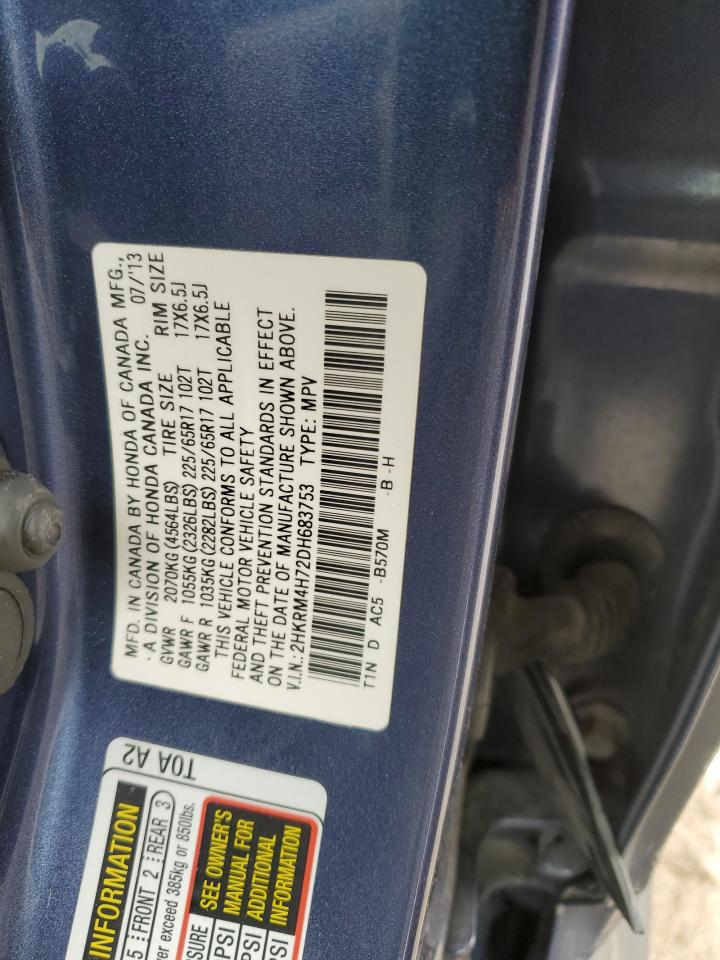 MFD. IN CANADA BY HONDA OF CANADA MFG.,
· A DIVISION OF HONDA CANADA INC. 07/'13
GVWR 2070KG (4564LBS) TIRE SIZE RIM SIZE
GAWR F 1055KG (2326LBS) 225/65R17 102T 17X6.5J
GAWR R 1035KG (2282LBS) 225/65R17 102T 17X6.5J
THIS VEHICLE CONFORMS TO ALL APPLICABLE
FEDERAL MOTOR VEHICLE SAFETY
AND THEFT PREVENTION STANDARDS IN EFFECT
ON THE DATE OF MANUFACTURE SHOWN ABOVE.
V.I.N.: 2HKRM4H72DH683753 TYPE: MPV
T1N D AC5 -B570M -B -H
T0A A2
INFORMATION
5 FRONT 2 REAR 3
exceed 385kg or 850lbs.
SEE OWNER'S
MANUAL FOR
ADDITIONAL
INFORMATION
PSI
PSI
PSI